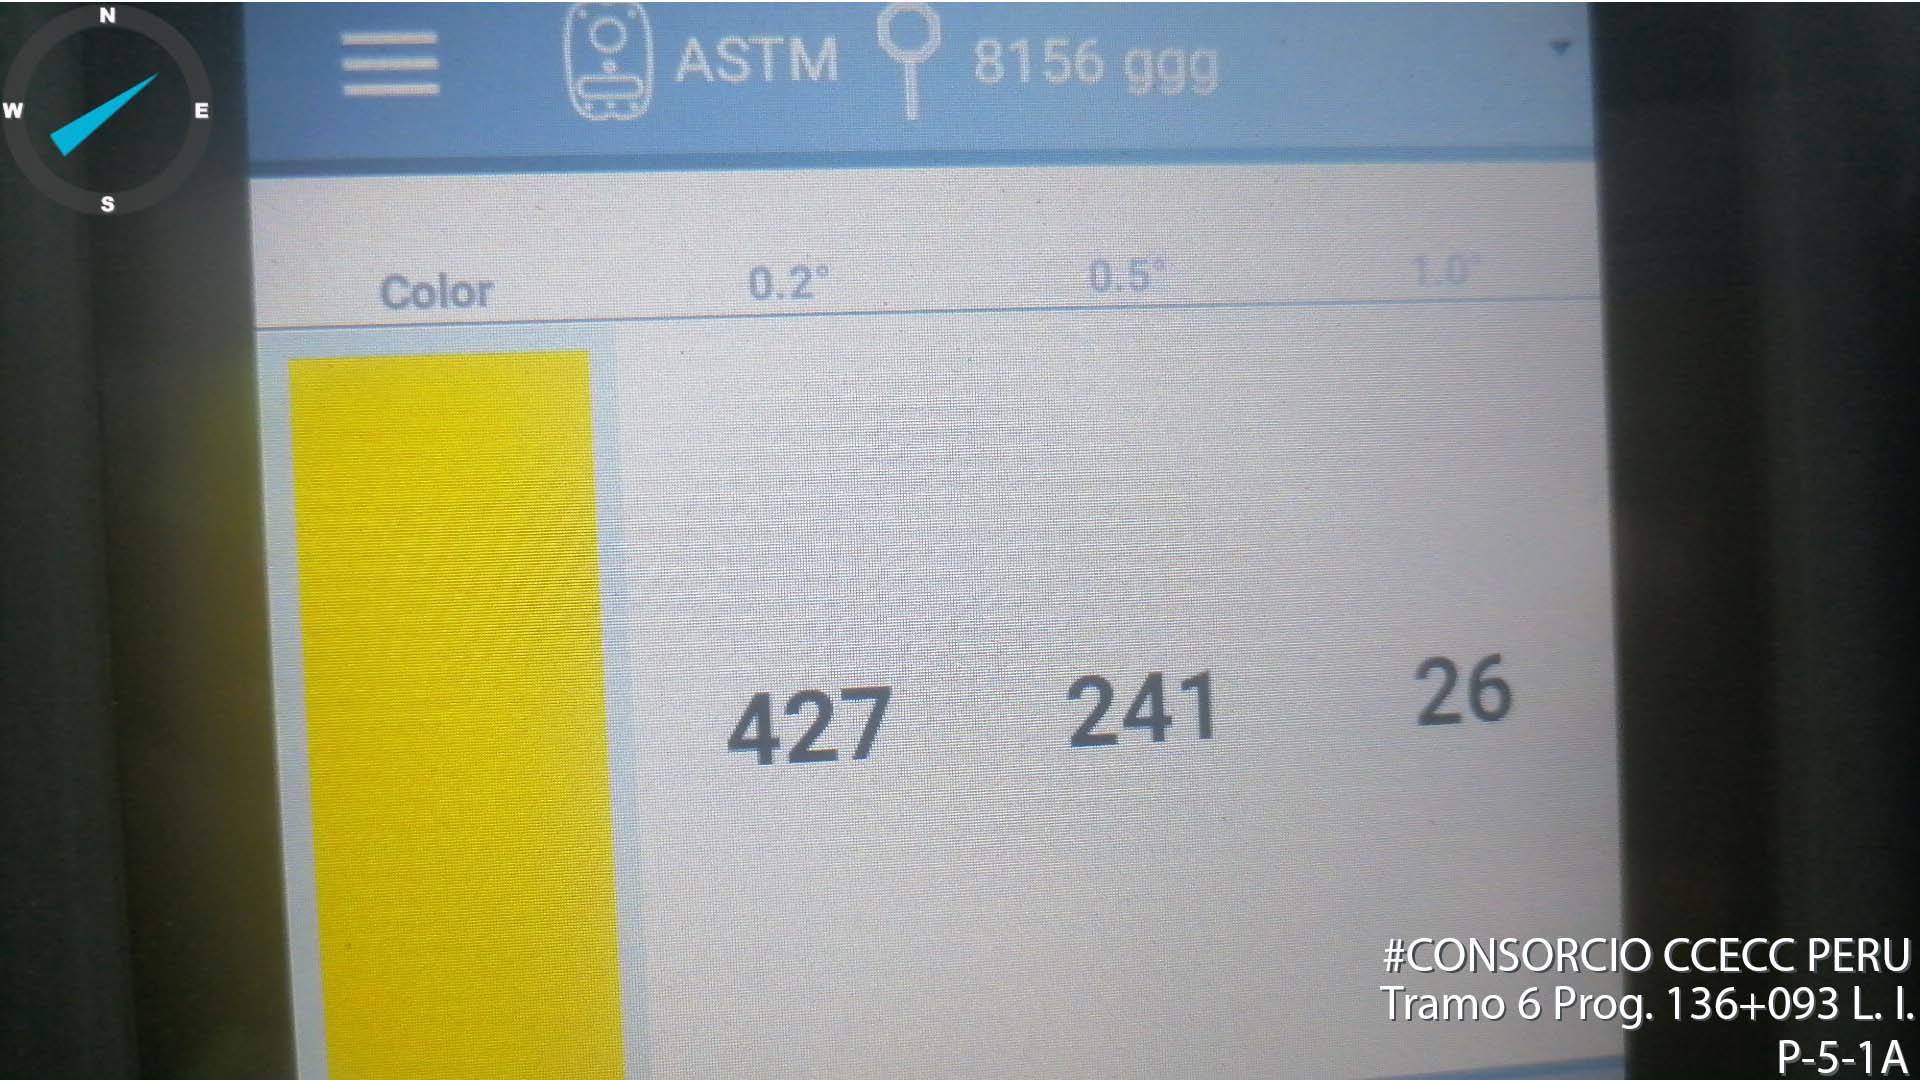 N
W
E
S
ASTM 8156 ggg
Color 0.2° 0.5° 1.0°
427 241 26
#CONSORCIO CCECC PERU
Tramo 6 Prog. 136+093 L. I.
P-5-1A